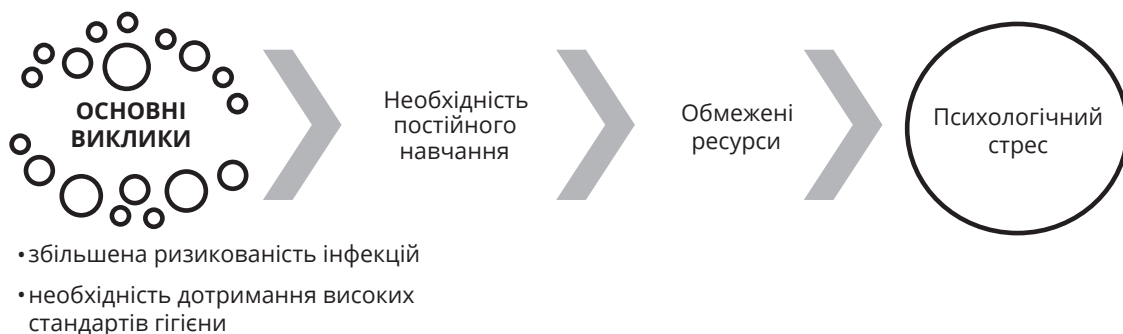 ОСНОВНІ
ВИКЛИКИ
• збільшена ризикованість інфекцій
• необхідність дотримання високих
стандартів гігієни
Необхідність
постійного
навчання
Обмежені
ресурси
Психологічний
стрес